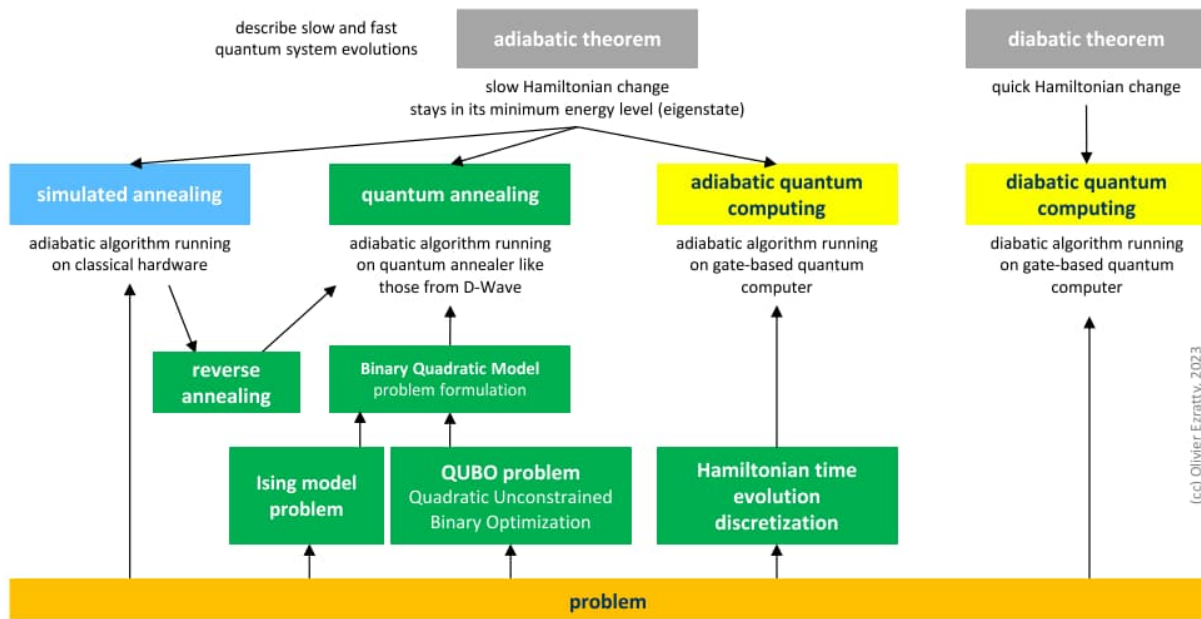 describe slow and fast
quantum system evolutions
adiabatic theorem
diabatic theorem
slow Hamiltonian change
stays in its minimum energy level (eigenstate)
quick Hamiltonian change
simulated annealing
quantum annealing
adiabatic quantum
computing
diabatic quantum
computing
adiabatic algorithm running
on classical hardware
adiabatic algorithm running
on quantum annealer like
those from D-Wave
adiabatic algorithm running
on gate-based quantum
computer
diabatic algorithm running
on gate-based quantum
computer
reverse
annealing
Binary Quadratic Model
problem formulation
Ising model
problem
QUBO problem
Quadratic Unconstrained
Binary Optimization
Hamiltonian time
evolution
discretization
problem
(cc) Olivier Ezratty, 2023